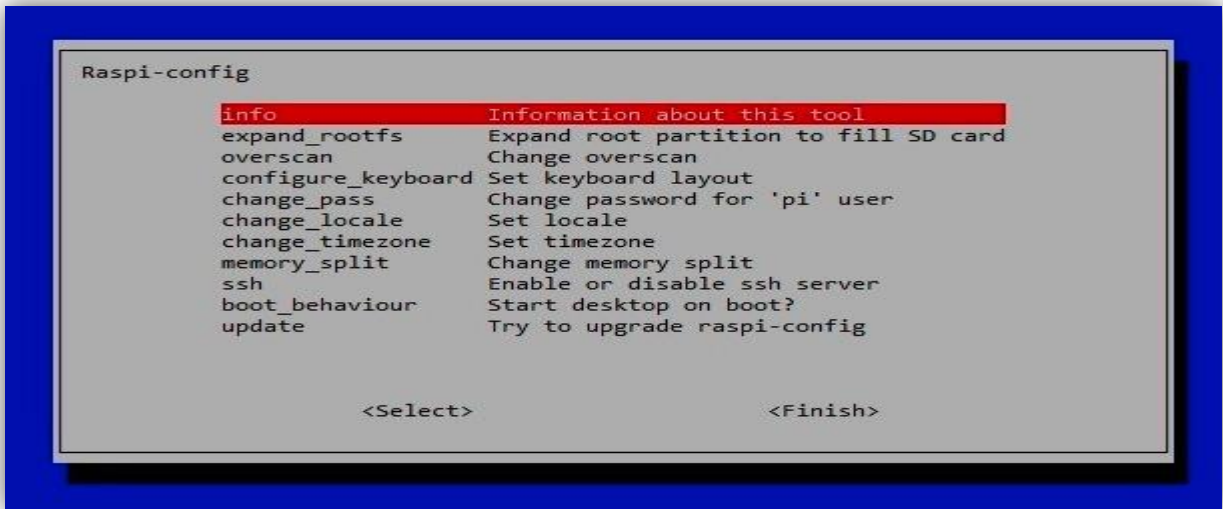 Raspi-config
info Information about this tool
expand_rootfs Expand root partition to fill SD card
overscan Change overscan
configure_keyboard Set keyboard layout
change_pass Change password for 'pi' user
change_locale Set locale
change_timezone Set timezone
memory_split Change memory split
ssh Enable or disable ssh server
boot_behaviour Start desktop on boot?
update Try to upgrade raspi-config
<Select> <Finish>